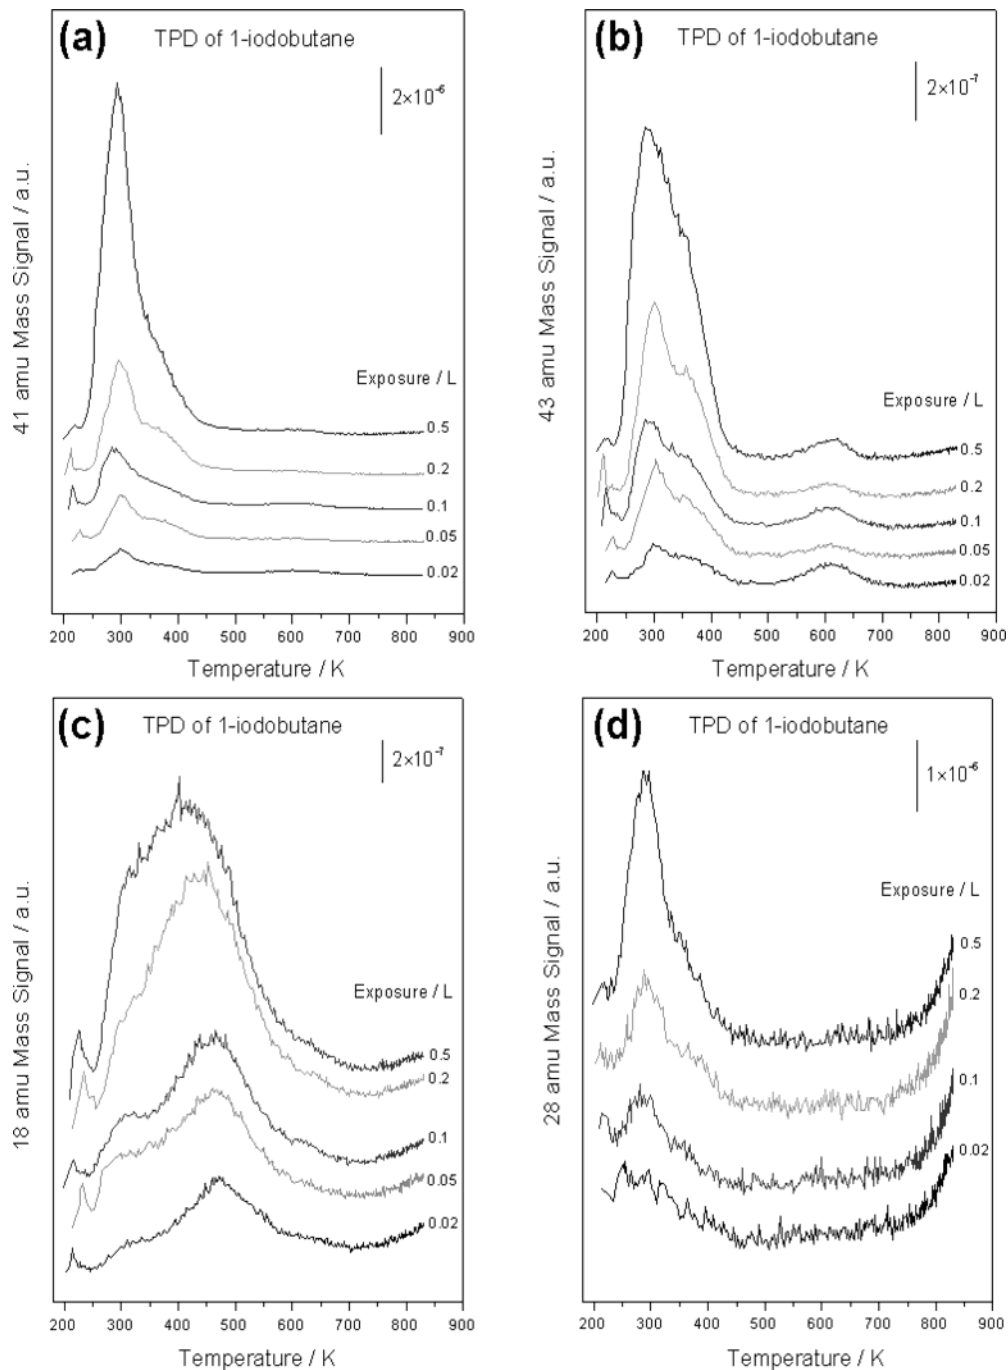 (a) TPD of 1-iodobutane
2×10⁻⁶
41 amu Mass Signal / a.u.
Exposure / L
0.5
0.2
0.1
0.05
0.02
200 300 400 500 600 700 800 900
Temperature / K
(b) TPD of 1-iodobutane
2×10⁻⁷
43 amu Mass Signal / a.u.
Exposure / L
0.5
0.2
0.1
0.05
0.02
200 300 400 500 600 700 800 900
Temperature / K
(c) TPD of 1-iodobutane
2×10⁻⁷
18 amu Mass Signal / a.u.
Exposure / L
0.5
0.2
0.1
0.05
0.02
200 300 400 500 600 700 800 900
Temperature / K
(d) TPD of 1-iodobutane
1×10⁻⁶
28 amu Mass Signal / a.u.
Exposure / L
0.5
0.2
0.1
0.02
200 300 400 500 600 700 800 900
Temperature / K